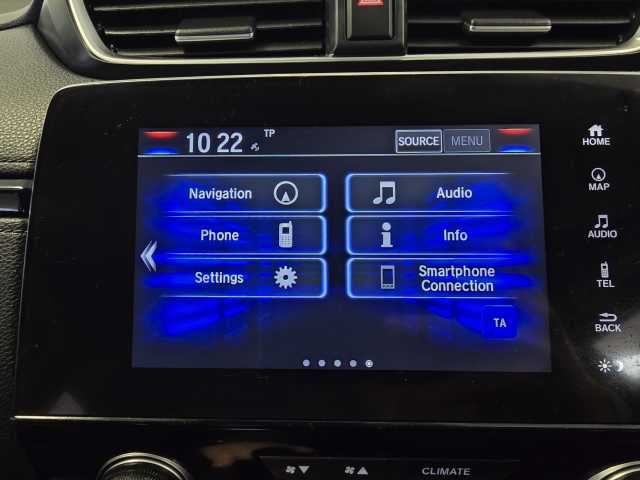 10 22 TP SOURCE MENU
HOME
MAP
AUDIO
TEL
BACK
Navigation
Audio
Phone
Info
Settings
Smartphone
Connection
TA
CLIMATE